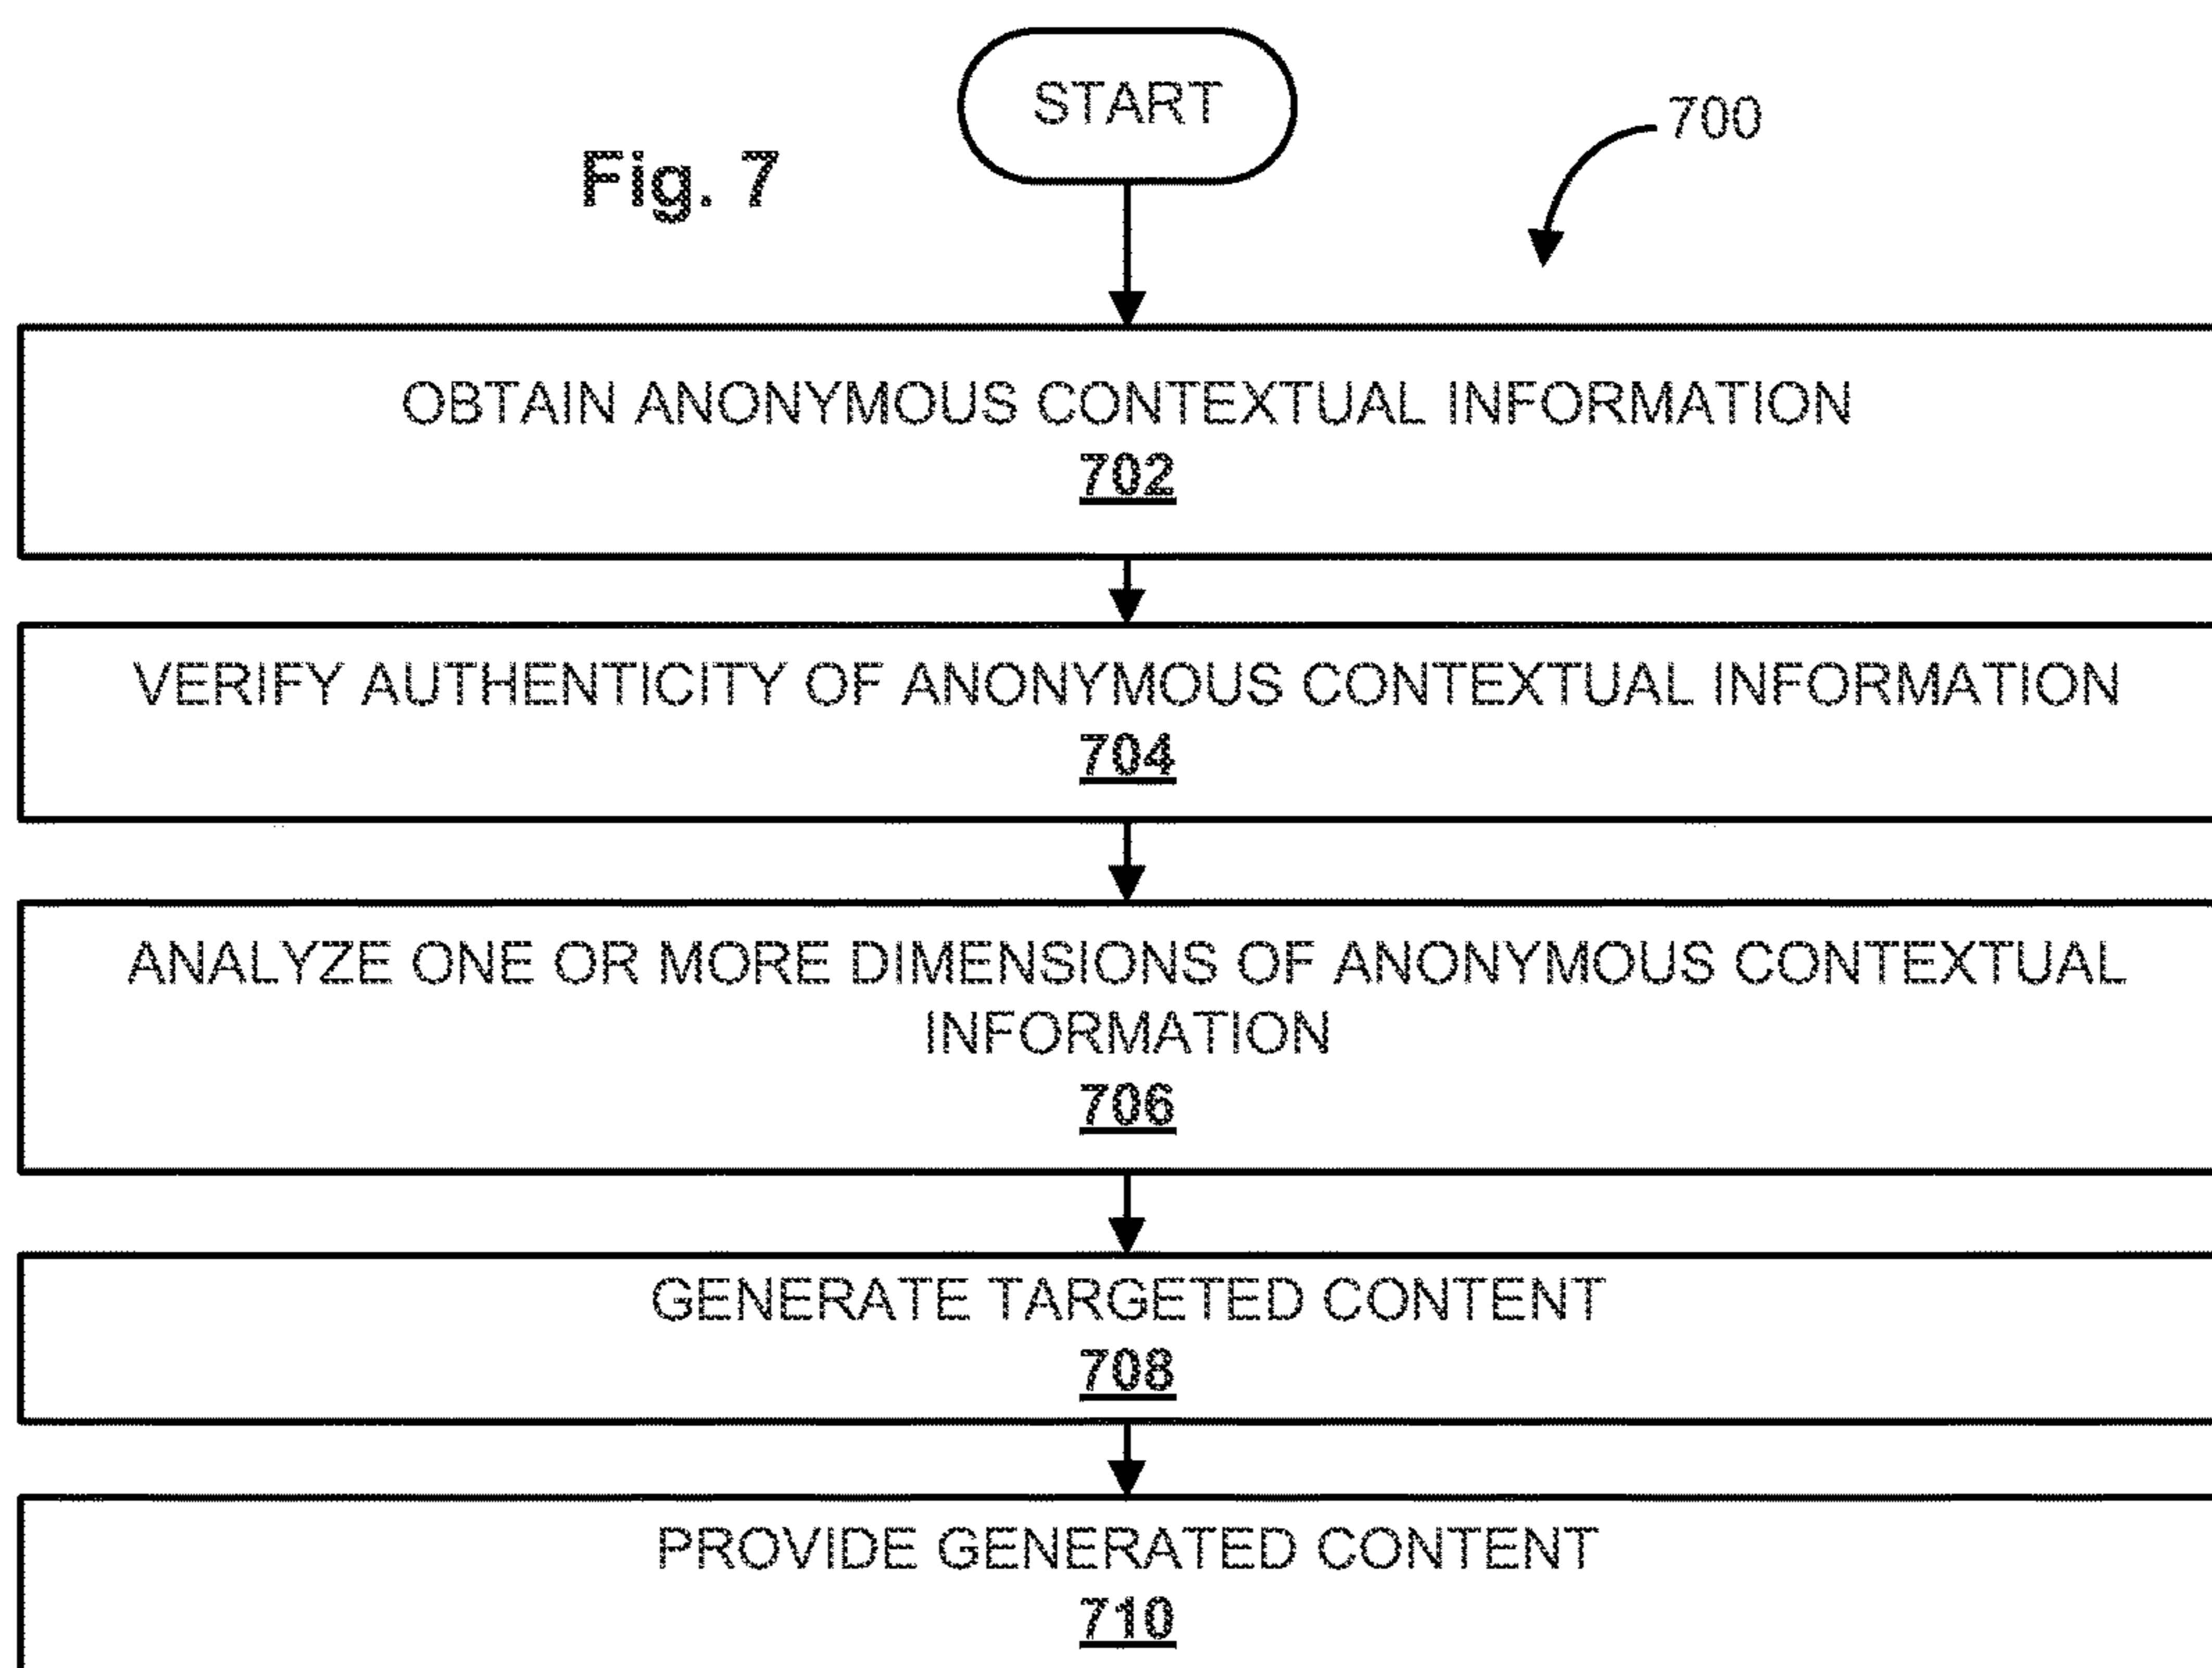 START
700
Fig. 7
OBTAIN ANONYMOUS CONTEXTUAL INFORMATION
702
VERIFY AUTHENTICITY OF ANONYMOUS CONTEXTUAL INFORMATION
704
ANALYZE ONE OR MORE DIMENSIONS OF ANONYMOUS CONTEXTUAL
INFORMATION
706
GENERATE TARGETED CONTENT
708
PROVIDE GENERATED CONTENT
710